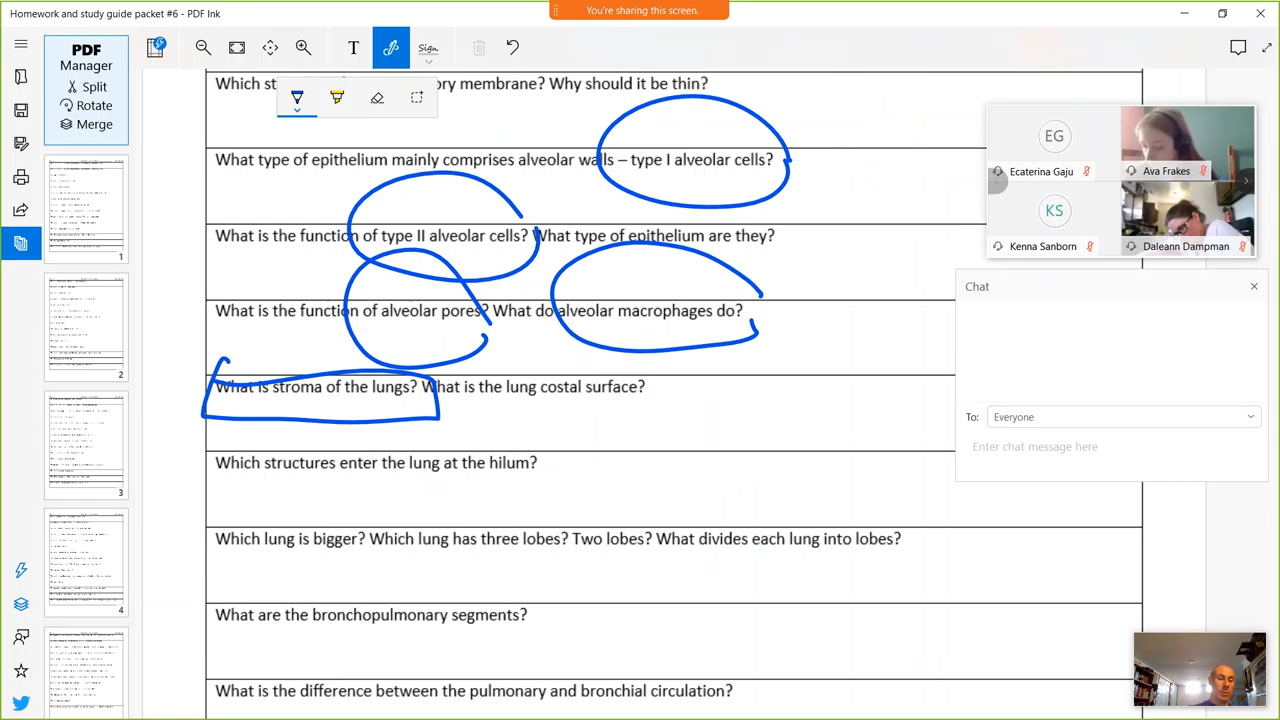 Homework and study guide packet #6 - PDF Ink
You're sharing this screen.
PDF
Manager
Split
Rotate
Merge
T
Sign
Which st ory membrane? Why should it be thin?
What type of epithelium mainly comprises alveolar walls – type I alveolar cells?
What is the function of type II alveolar cells? What type of epithelium are they?
What is the function of alveolar pores? What do alveolar macrophages do?
What is stroma of the lungs? What is the lung costal surface?
Which structures enter the lung at the hilum?
Which lung is bigger? Which lung has three lobes? Two lobes? What divides each lung into lobes?
What are the bronchopulmonary segments?
What is the difference between the pulmonary and bronchial circulation?
1
2
3
4
EG
Ecaterina Gaju
Ava Frakes
KS
Kenna Sanborn
Daleann Dampman
Chat
To: Everyone
Enter chat message here